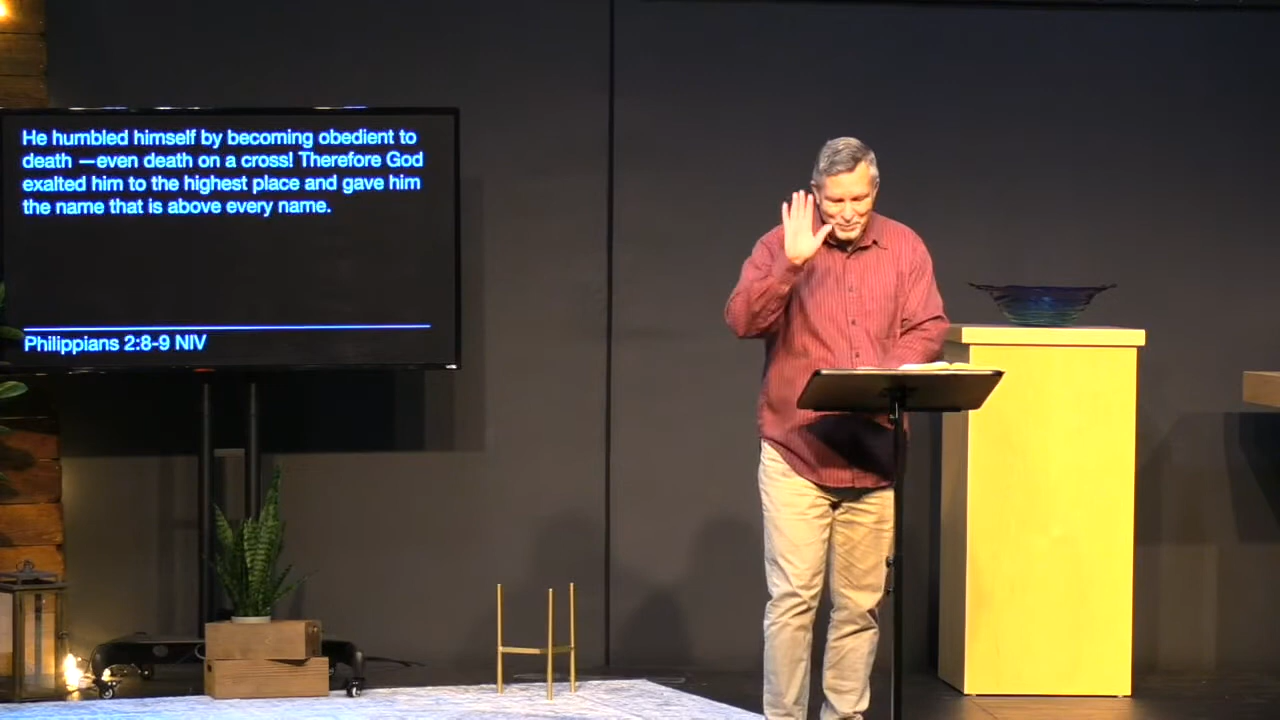 He humbled himself by becoming obedient to
death —even death on a cross! Therefore God
exalted him to the highest place and gave him
the name that is above every name.
Philippians 2:8-9 NIV